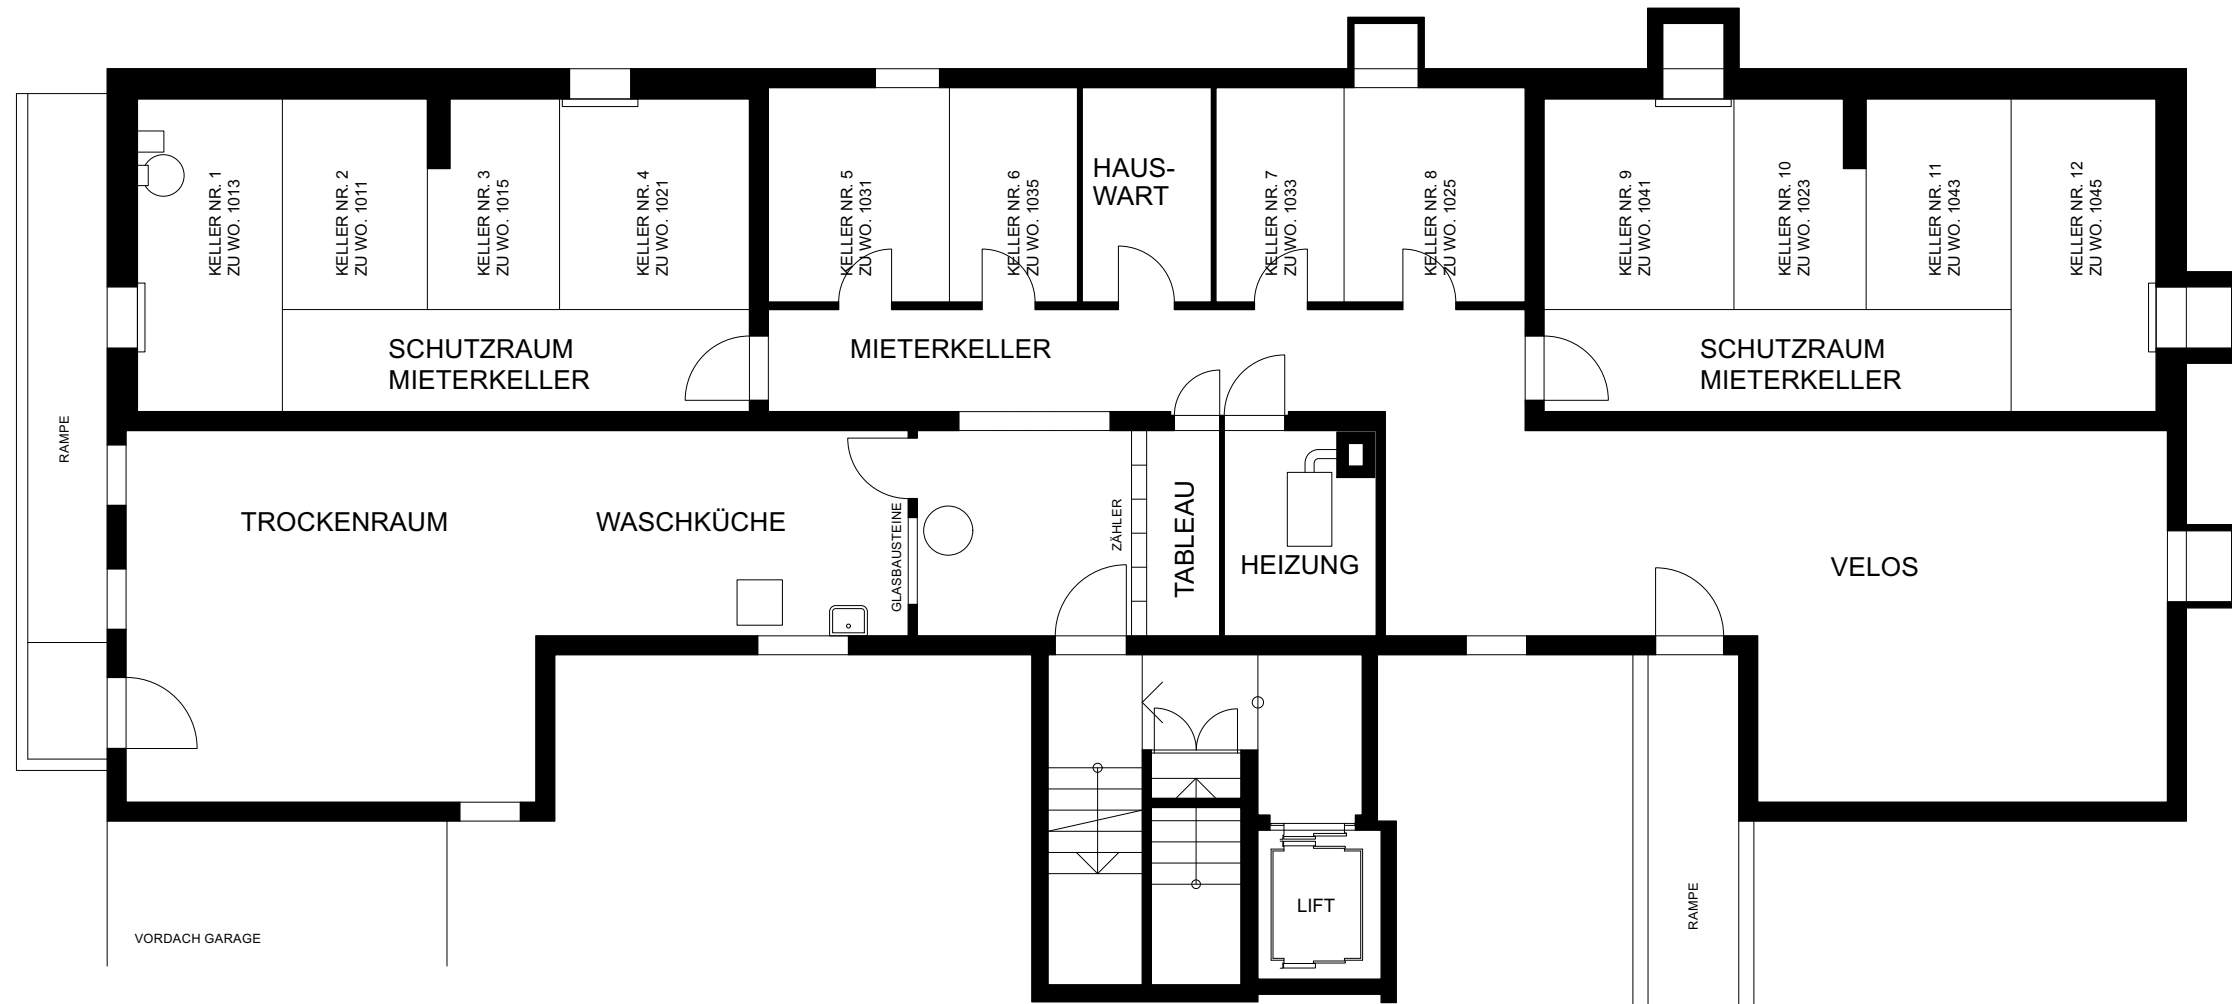 KELLER NR. 1
ZU WO. 1013
KELLER NR. 2
ZU WO. 1011
KELLER NR. 3
ZU WO. 1015
KELLER NR. 4
ZU WO. 1021
KELLER NR. 5
ZU WO. 1031
KELLER NR. 6
ZU WO. 1035
HAUS-
WART
KELLER NR. 7
ZU WO. 1033
KELLER NR. 8
ZU WO. 1025
KELLER NR. 9
ZU WO. 1041
KELLER NR. 10
ZU WO. 1023
KELLER NR. 11
ZU WO. 1043
KELLER NR. 12
ZU WO. 1045
SCHUTZRAUM
MIETERKELLER
MIETERKELLER
SCHUTZRAUM
MIETERKELLER
RAMPE
TROCKENRAUM
WASCHKÜCHE
GLASBAUSTEINE
ZÄHLER
TABLEAU
HEIZUNG
VELOS
LIFT
RAMPE
VORDACH GARAGE